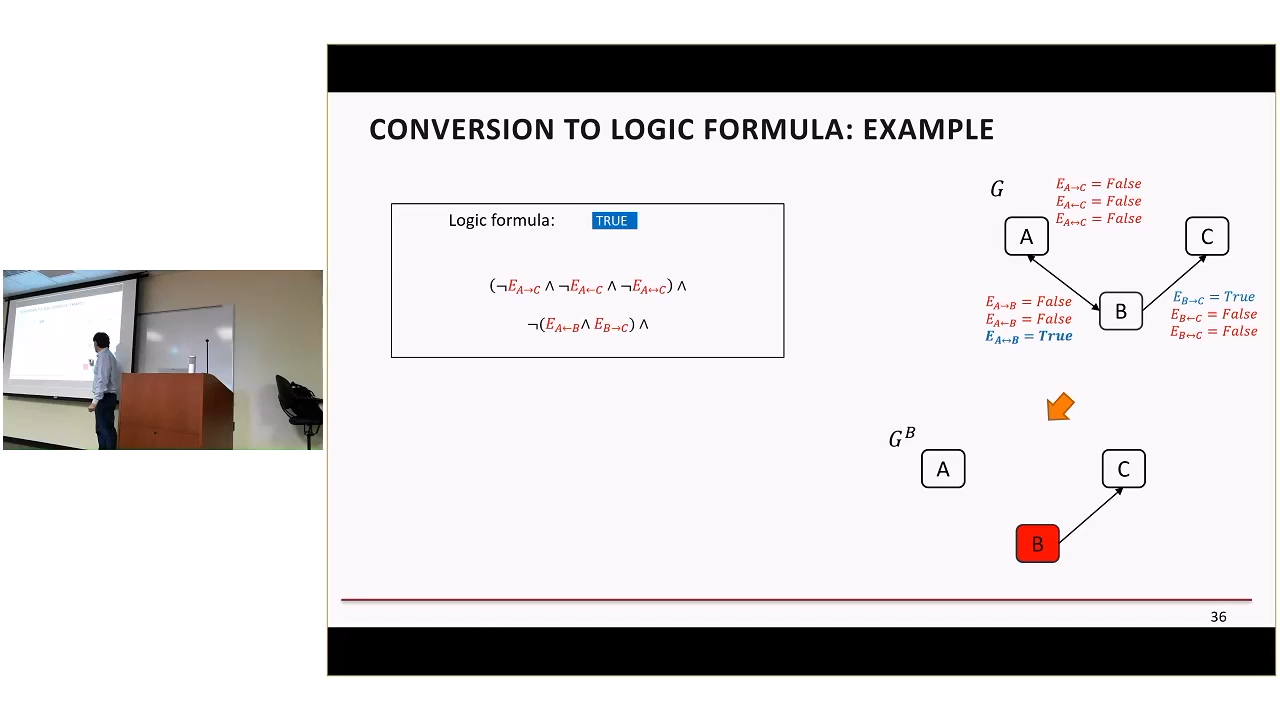 CONVERSION TO LOGIC FORMULA: EXAMPLE
Logic formula: TRUE
(¬E_{A→C} ∧ ¬E_{A←C} ∧ ¬E_{A↔C}) ∧
¬(E_{A←B} ∧ E_{B→C}) ∧
G
E_{A→C} = False
E_{A←C} = False
E_{A↔C} = False
A
C
B
E_{A→B} = False
E_{A←B} = False
E_{A↔B} = True
E_{B→C} = True
E_{B←C} = False
E_{B↔C} = False
G^B
A
C
B
36